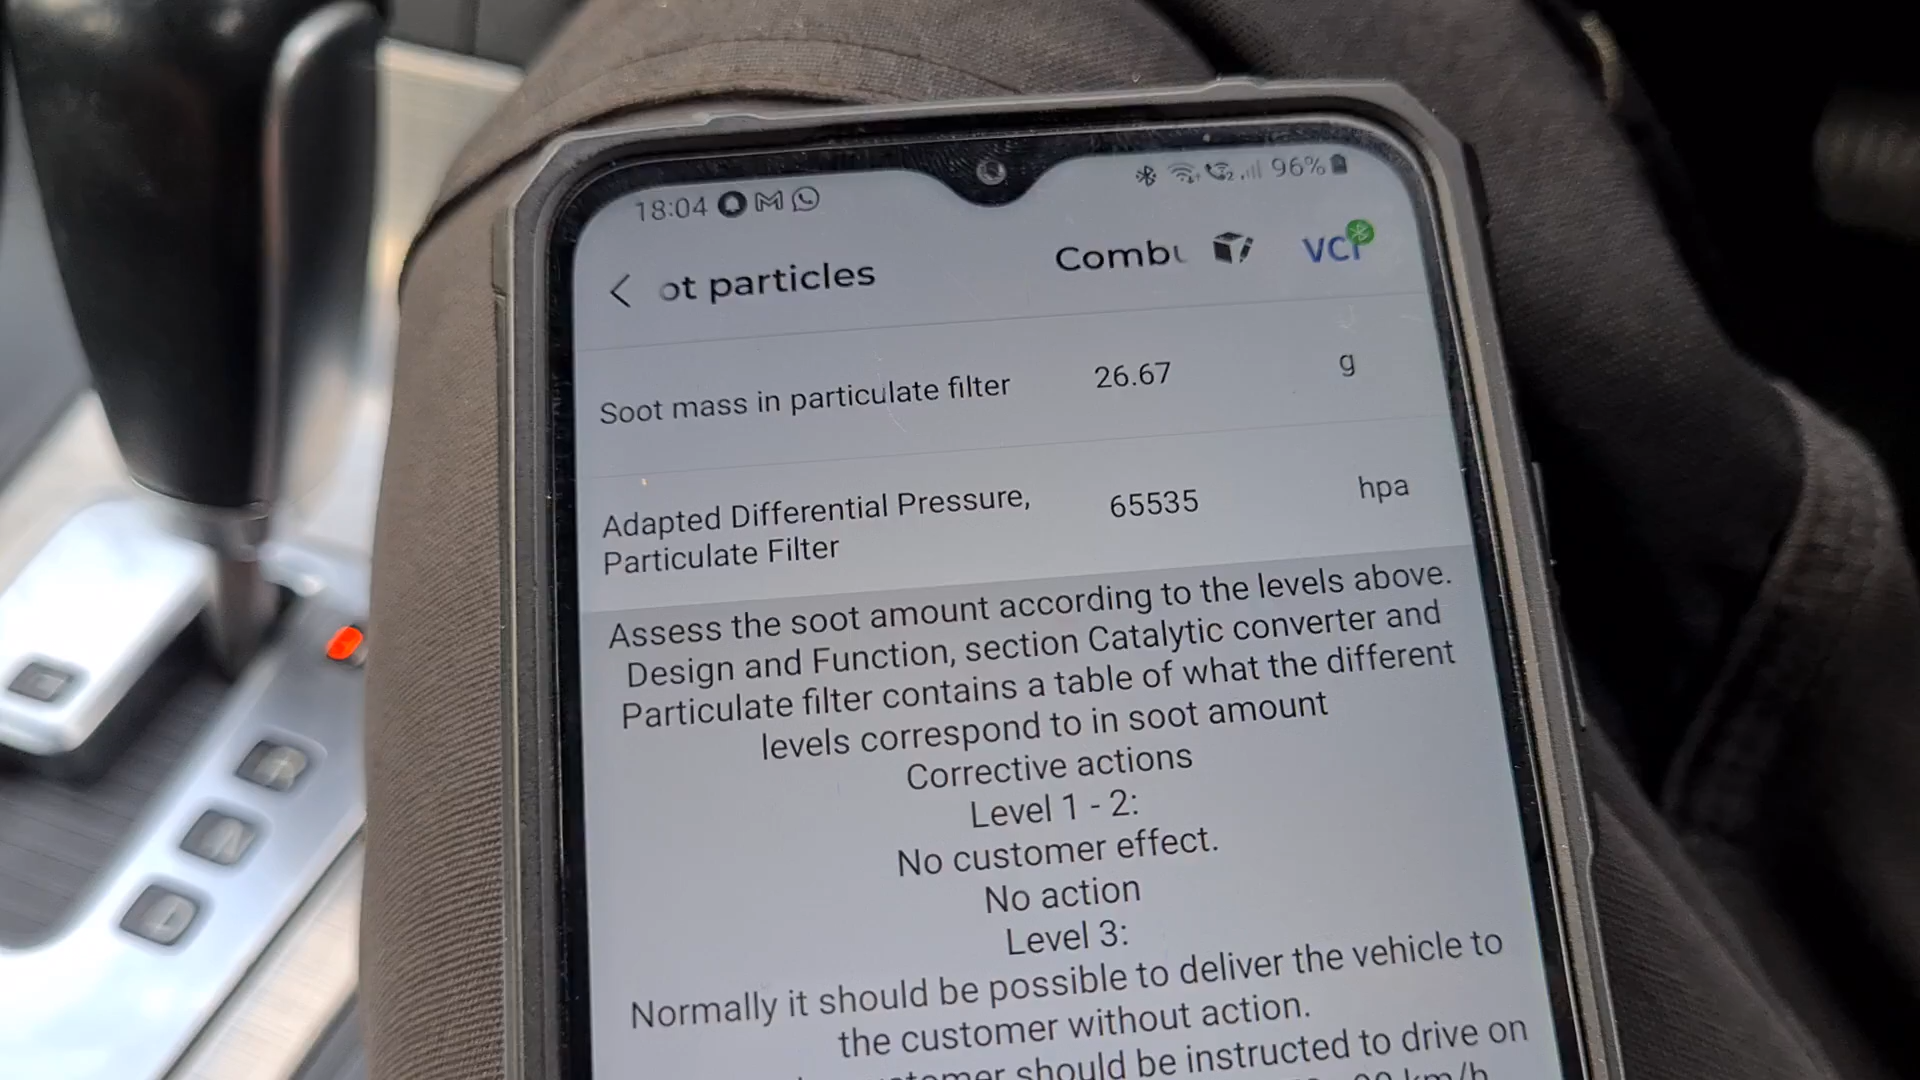 18:04 96%
ot particles Comb VCI
Soot mass in particulate filter 26.67 g
Adapted Differential Pressure, 65535 hpa
Particulate Filter
Assess the soot amount according to the levels above.
Design and Function, section Catalytic converter and
Particulate filter contains a table of what the different
levels correspond to in soot amount
Corrective actions
Level 1 - 2:
No customer effect.
No action
Level 3:
Normally it should be possible to deliver the vehicle to
the customer without action.
should be instructed to drive on
km/h
R
N
D